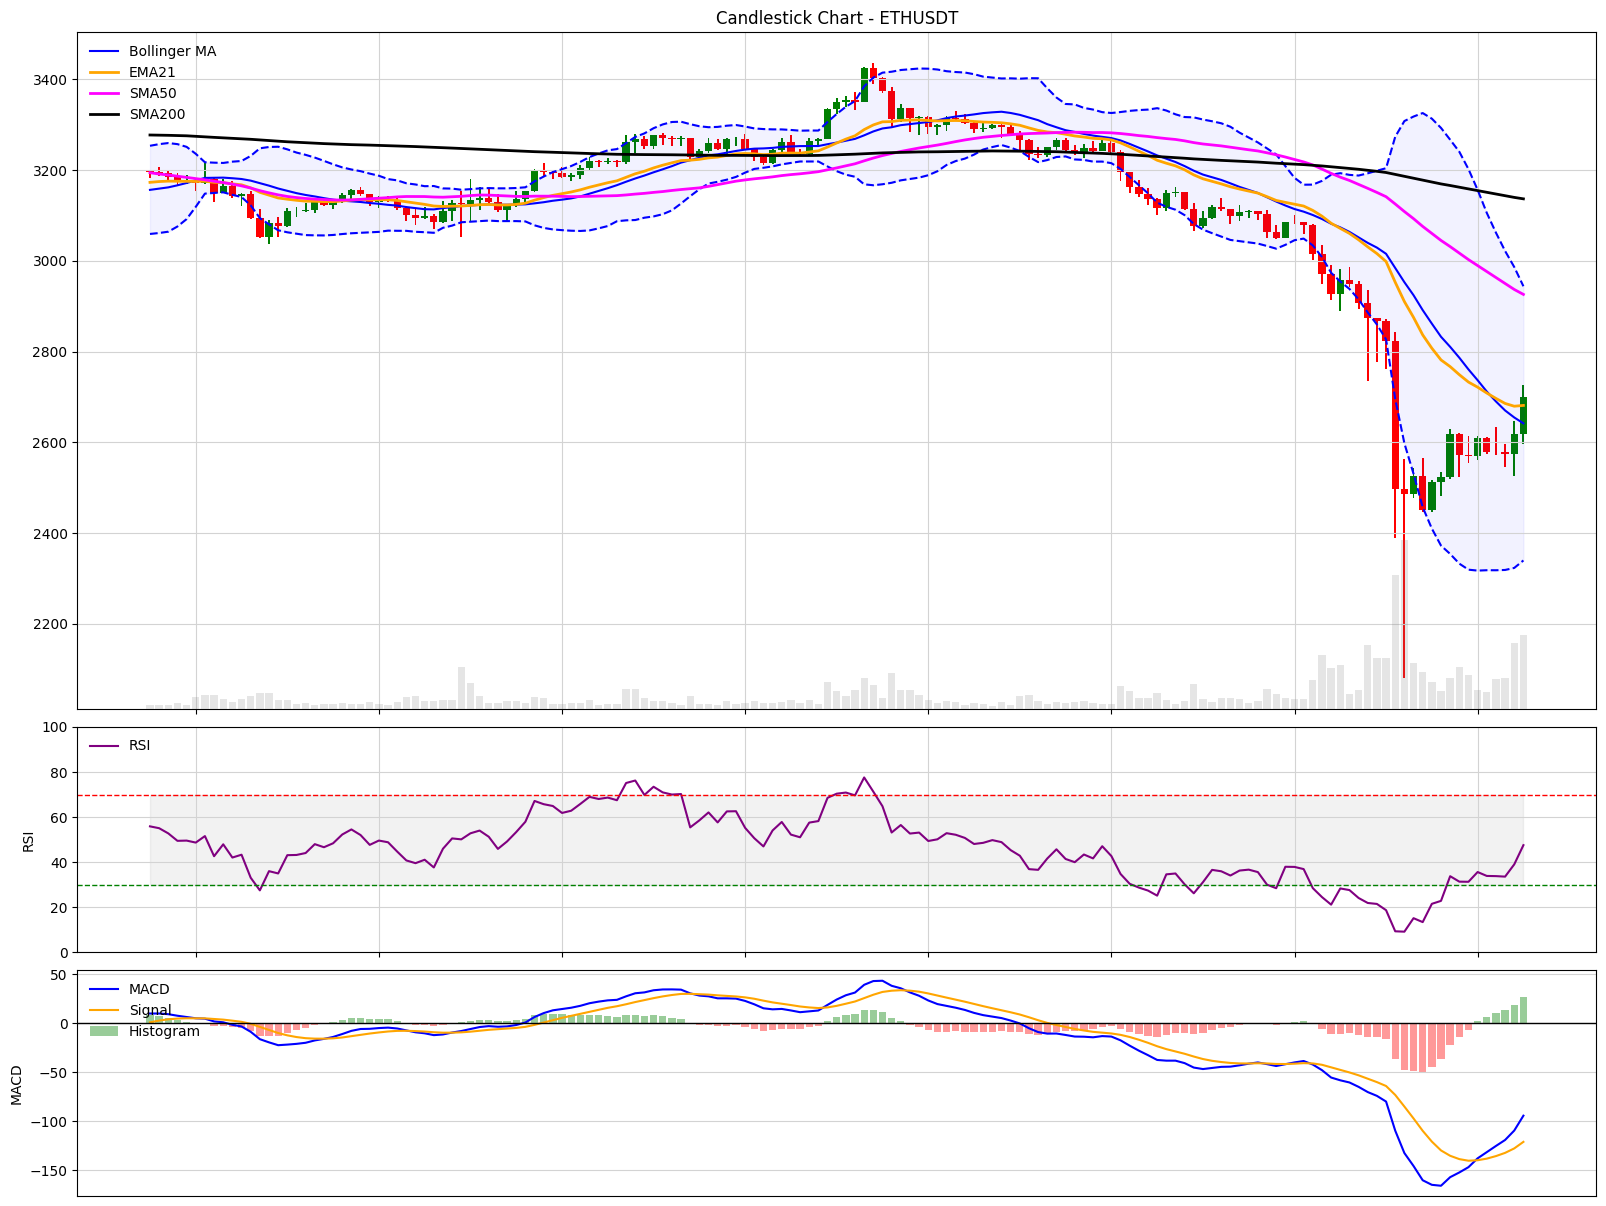 Candlestick Chart - ETHUSDT
Bollinger MA
EMA21
SMA50
SMA200
3400
3200
3000
2800
2600
2400
2200
100
80
60
40
20
0
RSI
RSI
50
0
−50
−100
−150
MACD
MACD
Signal
Histogram